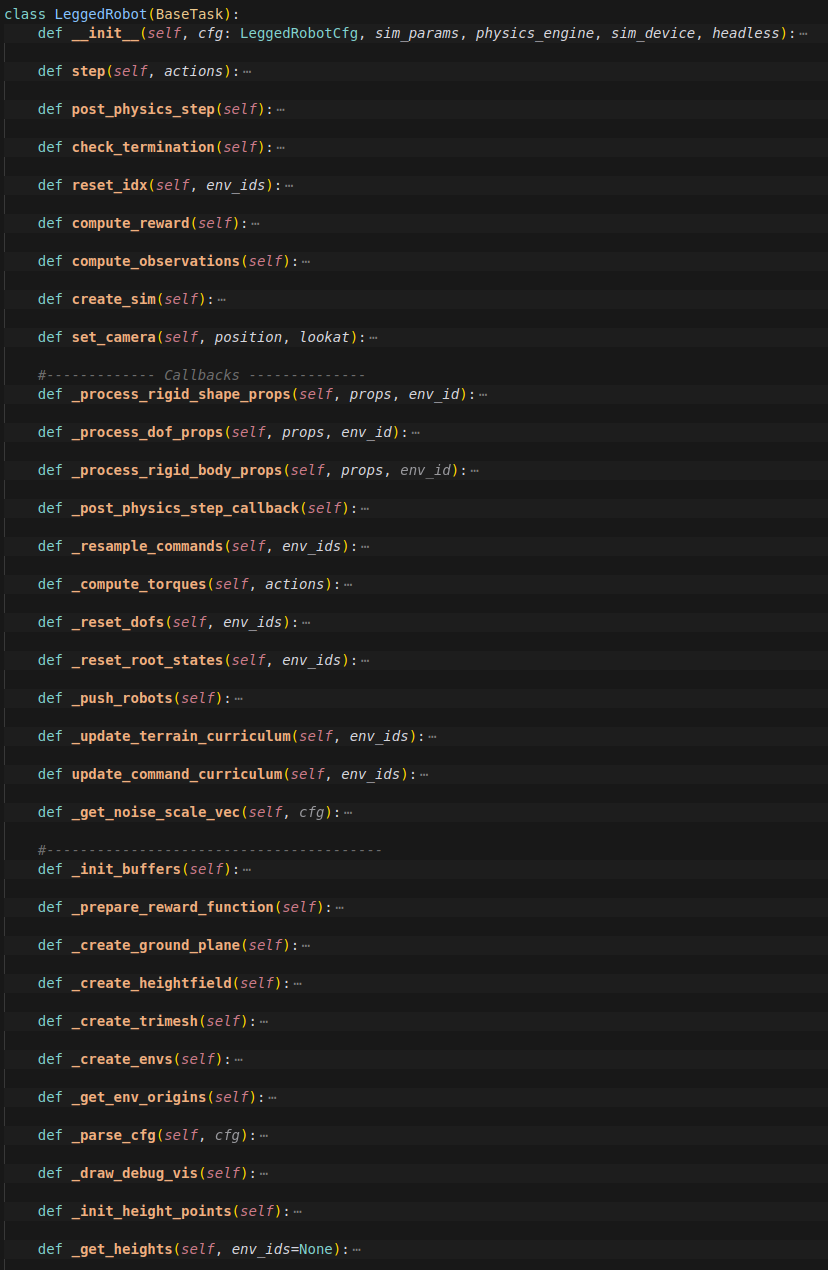 class LeggedRobot(BaseTask):
    def __init__(self, cfg: LeggedRobotCfg, sim_params, physics_engine, sim_device, headless):⋯
    def step(self, actions):⋯
    def post_physics_step(self):⋯
    def check_termination(self):⋯
    def reset_idx(self, env_ids):⋯
    def compute_reward(self):⋯
    def compute_observations(self):⋯
    def create_sim(self):⋯
    def set_camera(self, position, lookat):⋯
    #------------- Callbacks --------------
    def _process_rigid_shape_props(self, props, env_id):⋯
    def _process_dof_props(self, props, env_id):⋯
    def _process_rigid_body_props(self, props, env_id):⋯
    def _post_physics_step_callback(self):⋯
    def _resample_commands(self, env_ids):⋯
    def _compute_torques(self, actions):⋯
    def _reset_dofs(self, env_ids):⋯
    def _reset_root_states(self, env_ids):⋯
    def _push_robots(self):⋯
    def _update_terrain_curriculum(self, env_ids):⋯
    def update_command_curriculum(self, env_ids):⋯
    def _get_noise_scale_vec(self, cfg):⋯
    #----------------------------------------
    def _init_buffers(self):⋯
    def _prepare_reward_function(self):⋯
    def _create_ground_plane(self):⋯
    def _create_heightfield(self):⋯
    def _create_trimesh(self):⋯
    def _create_envs(self):⋯
    def _get_env_origins(self):⋯
    def _parse_cfg(self, cfg):⋯
    def _draw_debug_vis(self):⋯
    def _init_height_points(self):⋯
    def _get_heights(self, env_ids=None):⋯